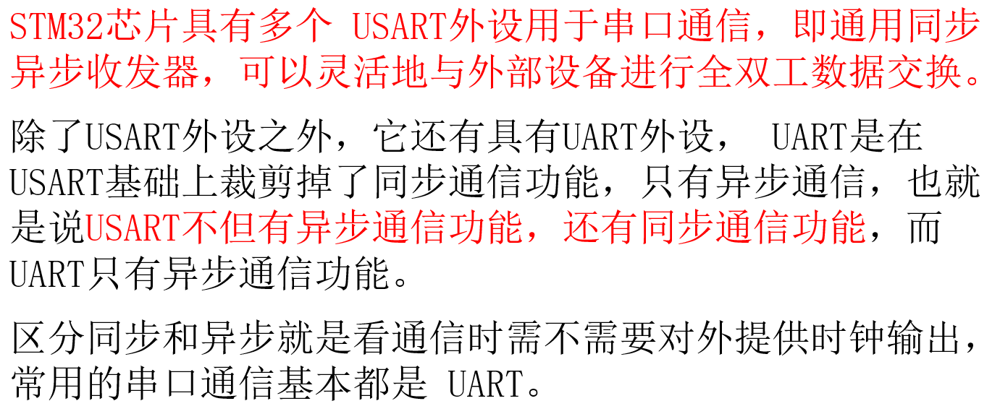 STM32芯片具有多个 USART外设用于串口通信，即通用同步
异步收发器，可以灵活地与外部设备进行全双工数据交换。
除了USART外设之外，它还有具有UART外设， UART是在
USART基础上裁剪掉了同步通信功能，只有异步通信，也就
是说USART不但有异步通信功能，还有同步通信功能，而
UART只有异步通信功能。
区分同步和异步就是看通信时需不需要对外提供时钟输出，
常用的串口通信基本都是 UART。